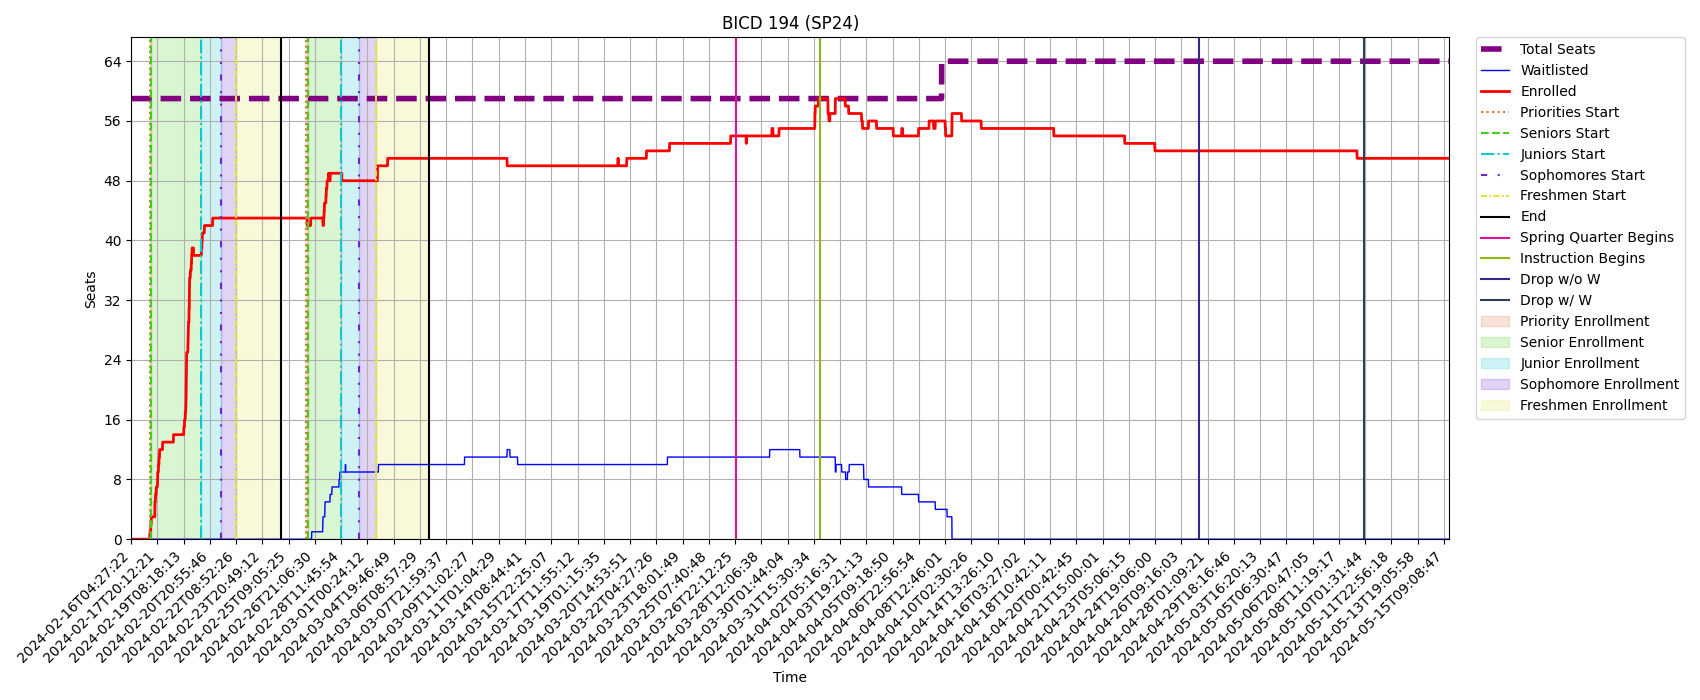 BICD 194 (SP24)
Seats
64
56
48
40
32
24
16
8
0
2024-02-16T04:27:22
2024-02-17T20:12:21
2024-02-19T08:18:13
2024-02-20T20:55:46
2024-02-22T08:52:26
2024-02-23T20:49:12
2024-02-25T09:05:25
2024-02-26T21:06:30
2024-02-28T11:45:54
2024-03-01T00:24:12
2024-03-04T19:46:49
2024-03-06T08:57:29
2024-03-07T21:59:37
2024-03-11T01:02:27
2024-03-11T04:29
2024-03-14T08:44:41
2024-03-15T22:25:07
2024-03-17T11:55:12
2024-03-19T01:15:35
2024-03-20T14:53:51
2024-03-22T04:27:26
2024-03-23T18:01:49
2024-03-25T07:40:48
2024-03-26T22:12:25
2024-03-28T12:06:38
2024-03-30T01:44:04
2024-03-31T15:30:34
2024-04-02T05:16:31
2024-04-03T19:21:13
2024-04-05T09:18:50
2024-04-06T22:56:54
2024-04-08T12:46:01
2024-04-10T02:30:26
2024-04-14T13:26:10
2024-04-16T03:27:02
2024-04-18T10:42:11
2024-04-20T00:42:45
2024-04-21T15:00:01
2024-04-23T05:06:15
2024-04-24T19:06:00
2024-04-26T09:16:03
2024-04-28T01:09:21
2024-04-29T18:16:46
2024-05-03T16:20:13
2024-05-05T06:30:47
2024-05-06T20:47:05
2024-05-08T11:19:17
2024-05-10T01:31:44
2024-05-11T22:56:18
2024-05-13T19:05:58
2024-05-15T09:08:47
Time
Total Seats
Waitlisted
Enrolled
Priorities Start
Seniors Start
Juniors Start
Sophomores Start
Freshmen Start
End
Spring Quarter Begins
Instruction Begins
Drop w/o W
Drop w/ W
Priority Enrollment
Senior Enrollment
Junior Enrollment
Sophomore Enrollment
Freshmen Enrollment